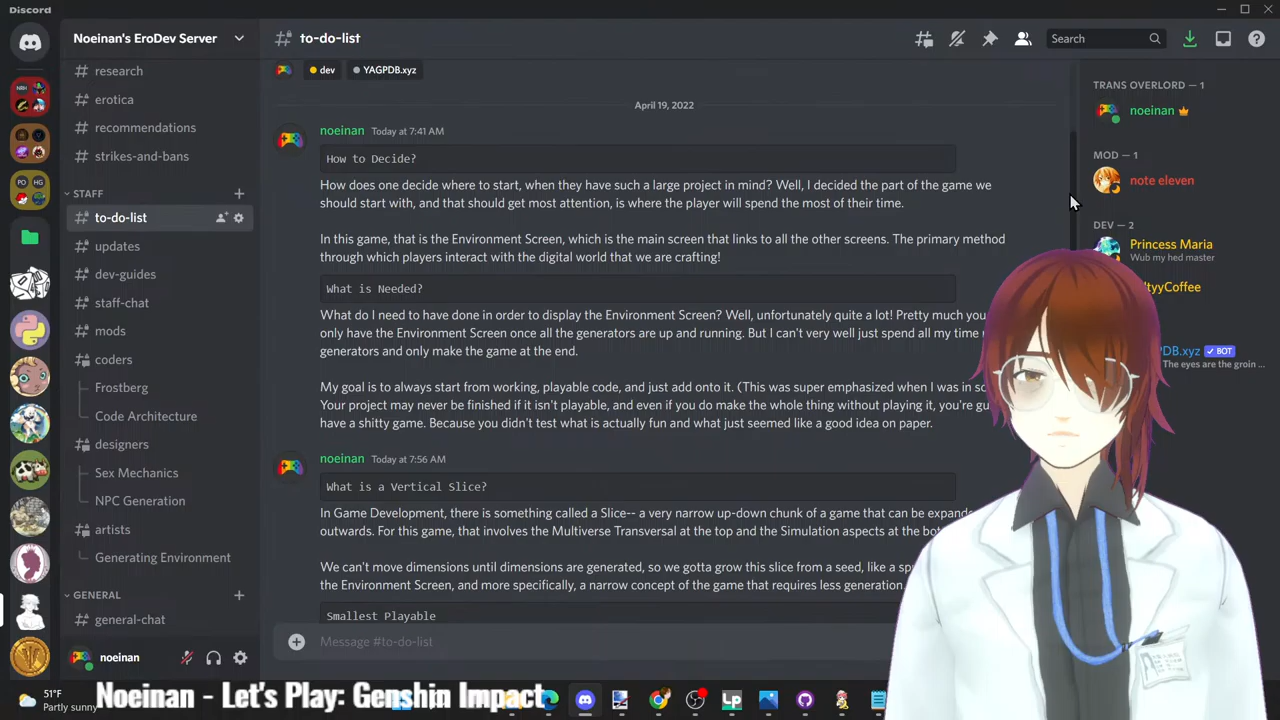 Discord
Noeinan's EroDev Server
to-do-list
Search
research
erotica
recommendations
strikes-and-bans
STAFF
to-do-list
updates
dev-guides
staff-chat
mods
coders
Frostberg
Code Architecture
designers
Sex Mechanics
NPC Generation
artists
Generating Environment
GENERAL
general-chat
noeinan
dev
YAGPDB.xyz
April 19, 2022
noeinan Today at 7:41 AM
How to Decide?
How does one decide where to start, when they have such a large project in mind? Well, I decided the part of the game we
should start with, and that should get most attention, is where the player will spend the most of their time.
In this game, that is the Environment Screen, which is the main screen that links to all the other screens. The primary method
through which players interact with the digital world that we are crafting!
What is Needed?
What do I need to have done in order to display the Environment Screen? Well, unfortunately quite a lot! Pretty much you
only have the Environment Screen once all the generators are up and running. But I can't very well just spend all my time
generators and only make the game at the end.
My goal is to always start from working, playable code, and just add onto it. (This was super emphasized when I was in
Your project may never be finished if it isn't playable, and even if you do make the whole thing without playing it, you're
have a shitty game. Because you didn't test what is actually fun and what just seemed like a good idea on paper.
noeinan Today at 7:56 AM
What is a Vertical Slice?
In Game Development, there is something called a Slice-- a very narrow up-down chunk of a game that can be
outwards. For this game, that involves the Multiverse Transversal at the top and the Simulation aspects at the
We can't move dimensions until dimensions are generated, so we gotta grow this slice from a seed, like a
the Environment Screen, and more specifically, a narrow concept of the game that requires less generation.
Smallest Playable
Message #to-do-list
TRANS OVERLORD — 1
noeinan
MOD — 1
note eleven
DEV — 2
Princess Maria
Wub my hed master
BOT
The eyes are the groin ...
51°F
Partly sunny
Noeinan - Let's Play: Genshin Impact